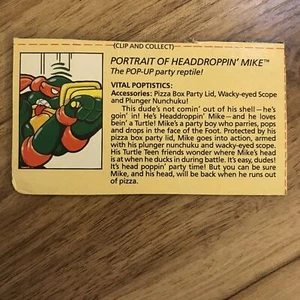 (CLIP AND COLLECT)
PORTRAIT OF HEADDROPPIN' MIKE™
The POP-UP party reptile!
VITAL POPTISTICS:
Accessories: Pizza Box Party Lid, Wacky-eyed Scope
and Plunger Nunchuku!
This dude's not comin' out of his shell—he's
goin' in! He's Headdroppin' Mike—and he loves
bein' a Turtle! Mike's a party boy who parries, pops
and drops in the face of the Foot. Protected by his
pizza box party lid, Mike goes into action, armed
with his plunger headchuku and wacky-eyed scope.
His Turtle Teen friends wonder where Mike's head
is at when he ducks in during battle. It's easy, dudes!
It's head poppin' party time! But you can be sure
Mike, and his head, will be back when he runs out
of pizza.